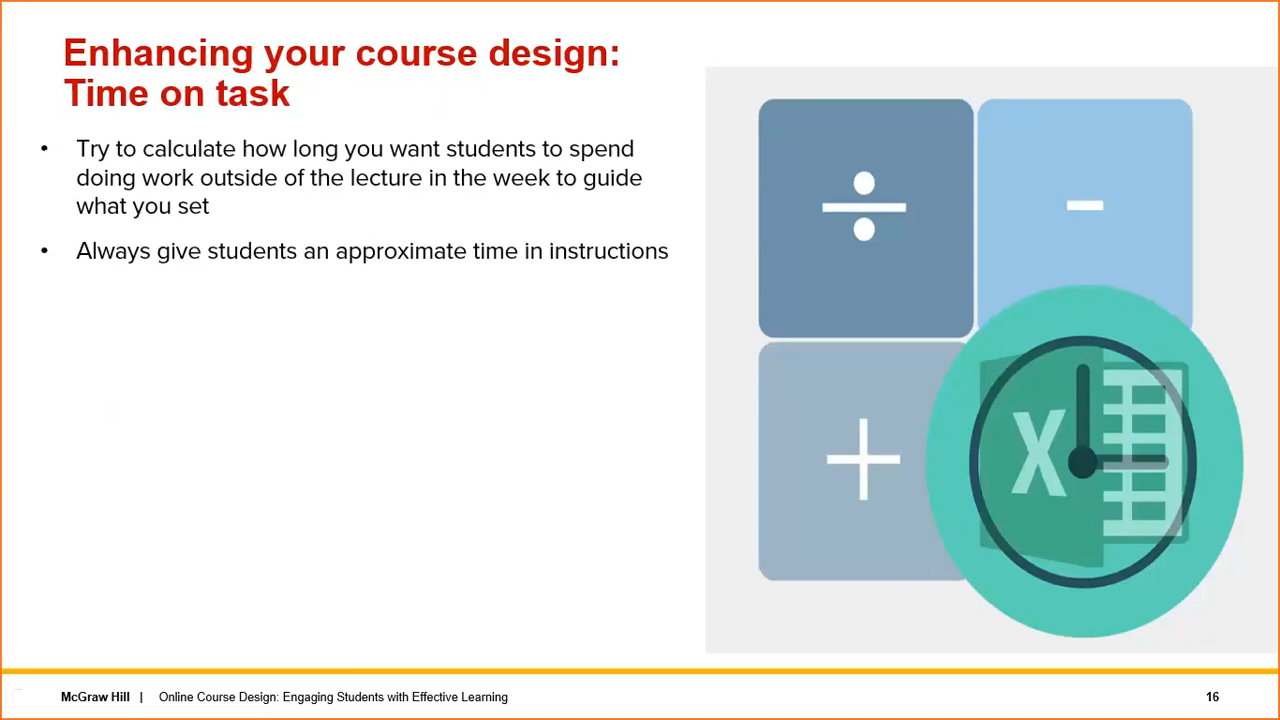 Enhancing your course design:
Time on task
• Try to calculate how long you want students to spend
doing work outside of the lecture in the week to guide
what you set
• Always give students an approximate time in instructions
÷
-
+
X
McGraw Hill | Online Course Design: Engaging Students with Effective Learning
16